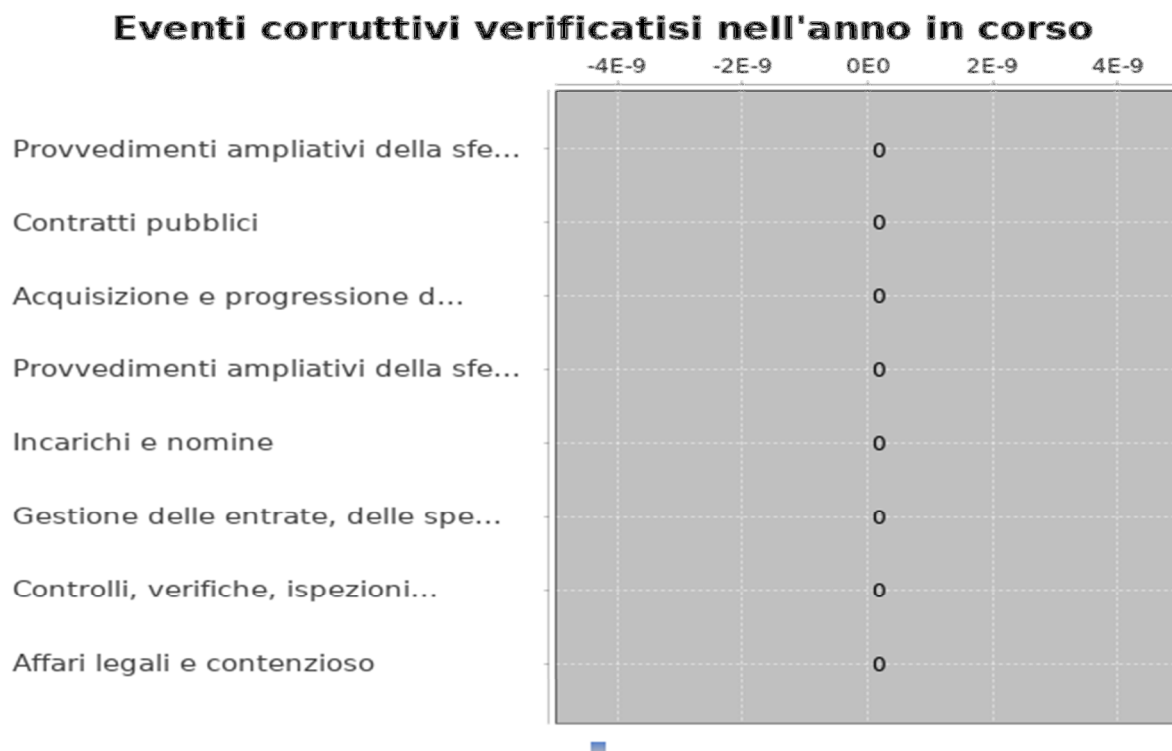 Eventi corruttivi verificatisi nell'anno in corso
-4E-9 -2E-9 0E0 2E-9 4E-9
Provvedimenti ampliativi della sfe... 0
Contratti pubblici 0
Acquisizione e progressione d... 0
Provvedimenti ampliativi della sfe... 0
Incarichi e nomine 0
Gestione delle entrate, delle spe... 0
Controlli, verifiche, ispezioni... 0
Affari legali e contenzioso 0